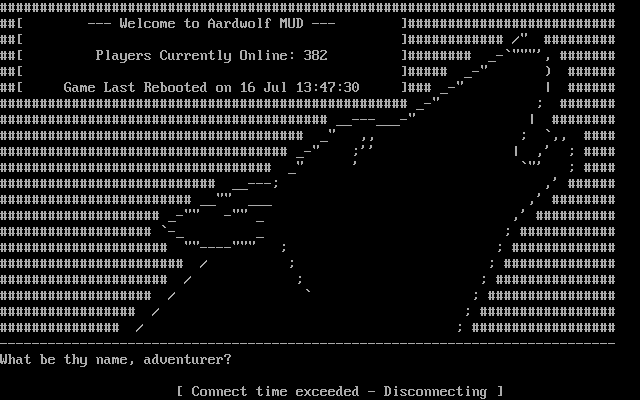 --- Welcome to Aardwolf MUD ---
Players Currently Online: 382
Game Last Rebooted on 16 Jul 13:47:30
What be thy name, adventurer?
[ Connect time exceeded - Disconnecting ]